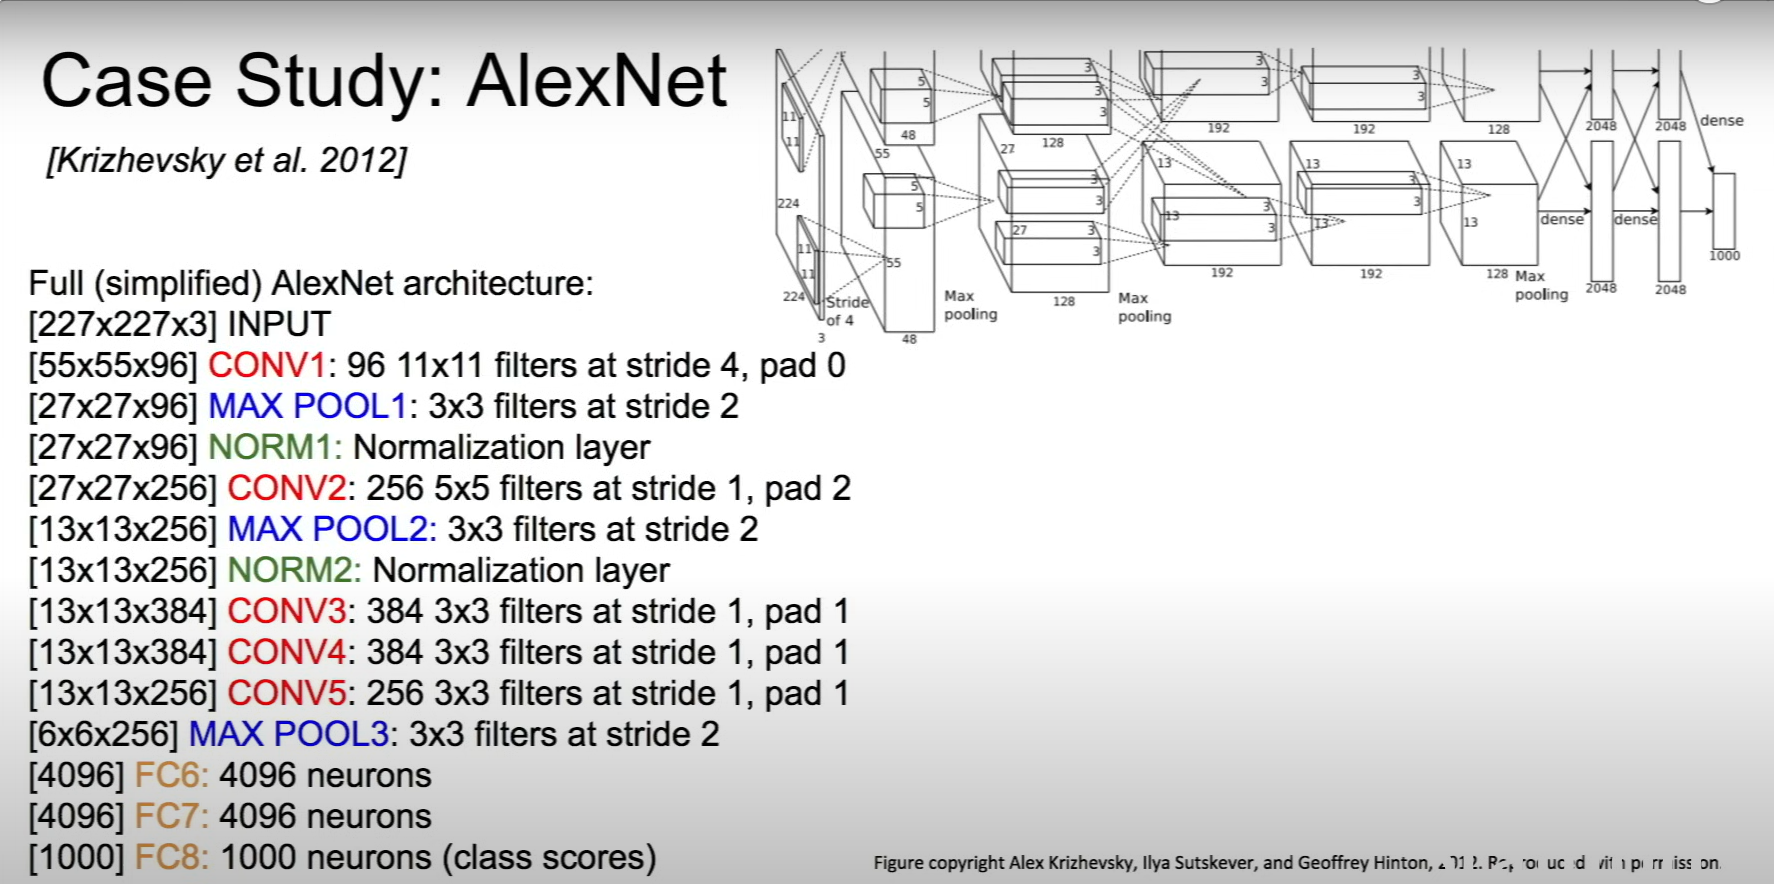 Case Study: AlexNet
[Krizhevsky et al. 2012]
Full (simplified) AlexNet architecture:
[227x227x3] INPUT
[55x55x96] CONV1: 96 11x11 filters at stride 4, pad 0
[27x27x96] MAX POOL1: 3x3 filters at stride 2
[27x27x96] NORM1: Normalization layer
[27x27x256] CONV2: 256 5x5 filters at stride 1, pad 2
[13x13x256] MAX POOL2: 3x3 filters at stride 2
[13x13x256] NORM2: Normalization layer
[13x13x384] CONV3: 384 3x3 filters at stride 1, pad 1
[13x13x384] CONV4: 384 3x3 filters at stride 1, pad 1
[13x13x256] CONV5: 256 3x3 filters at stride 1, pad 1
[6x6x256] MAX POOL3: 3x3 filters at stride 2
[4096] FC6: 4096 neurons
[4096] FC7: 4096 neurons
[1000] FC8: 1000 neurons (class scores)
11 5 3 3 3
11 5 3 3 3 3
48 128 192 192 128 2048 2048 dense
55 27 13 13 13
224 5 3 3 3
11 5 3 13 3 13 13
11 55 27 3 3 dense dense
224 Stride of 4 3
3 48 128 192 192 128 2048 2048 1000
Max pooling
Max pooling
Max pooling
Figure copyright Alex Krizhevsky, Ilya Sutskever, and Geoffrey Hinton,